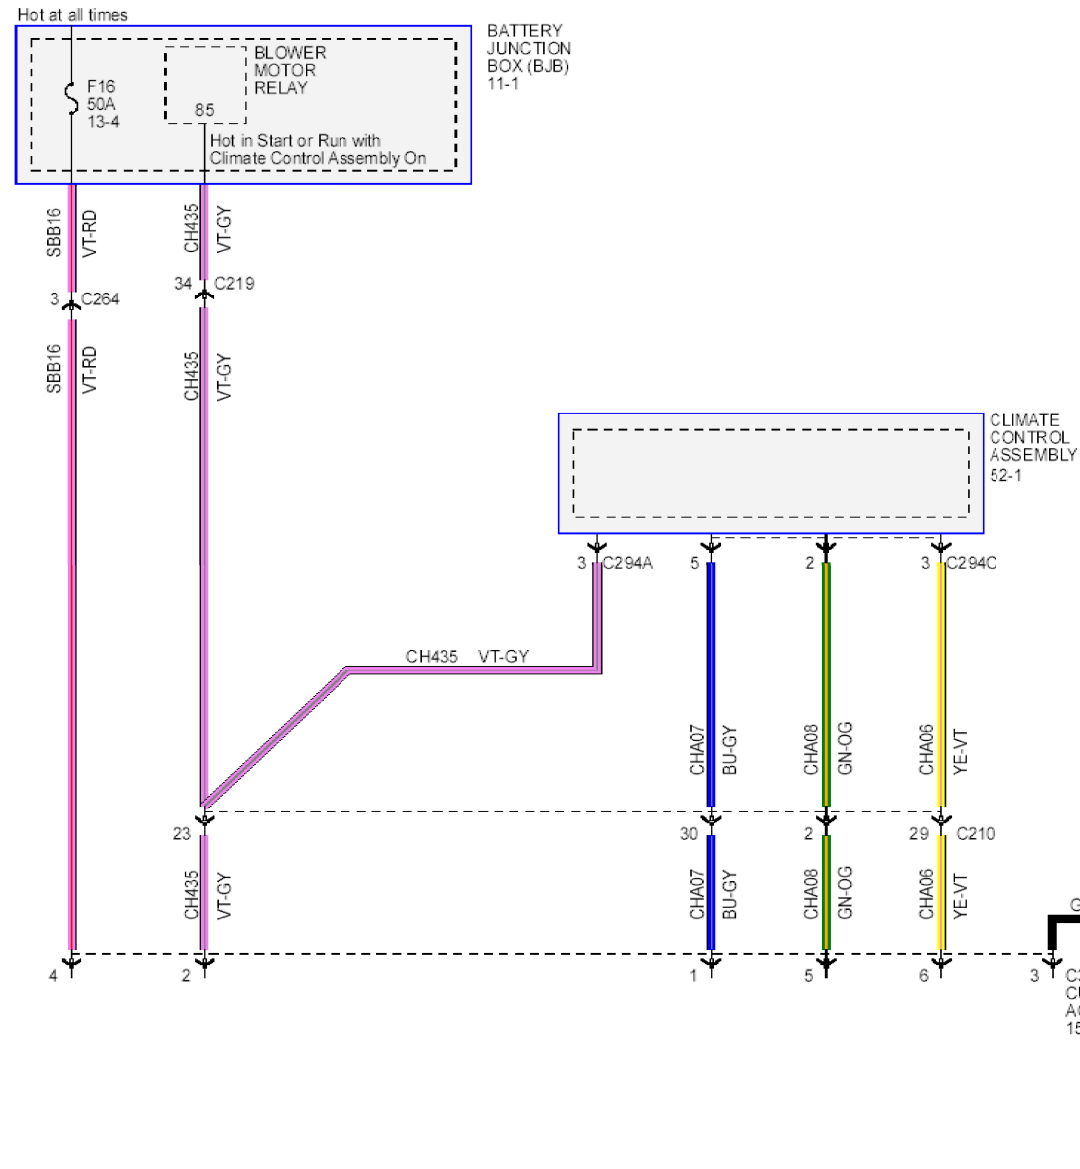 Hot at all times
BATTERY
JUNCTION
BOX (BJB)
11-1
BLOWER
MOTOR
RELAY
F16
50A
13-4
85
Hot in Start or Run with
Climate Control Assembly On
SBB16
VT-RD
CH435
VT-GY
34
C219
3
C264
SBB16
VT-RD
CH435
VT-GY
CLIMATE
CONTROL
ASSEMBLY
52-1
3
C294A
5
2
3
C294C
CH435
VT-GY
CHA07
BU-GY
CHA08
GN-OG
CHA06
YE-VT
23
30
2
29
C210
CH435
VT-GY
CHA07
BU-GY
CHA08
GN-OG
CHA06
YE-VT
G
4
2
1
5
6
3
C3
AC
15